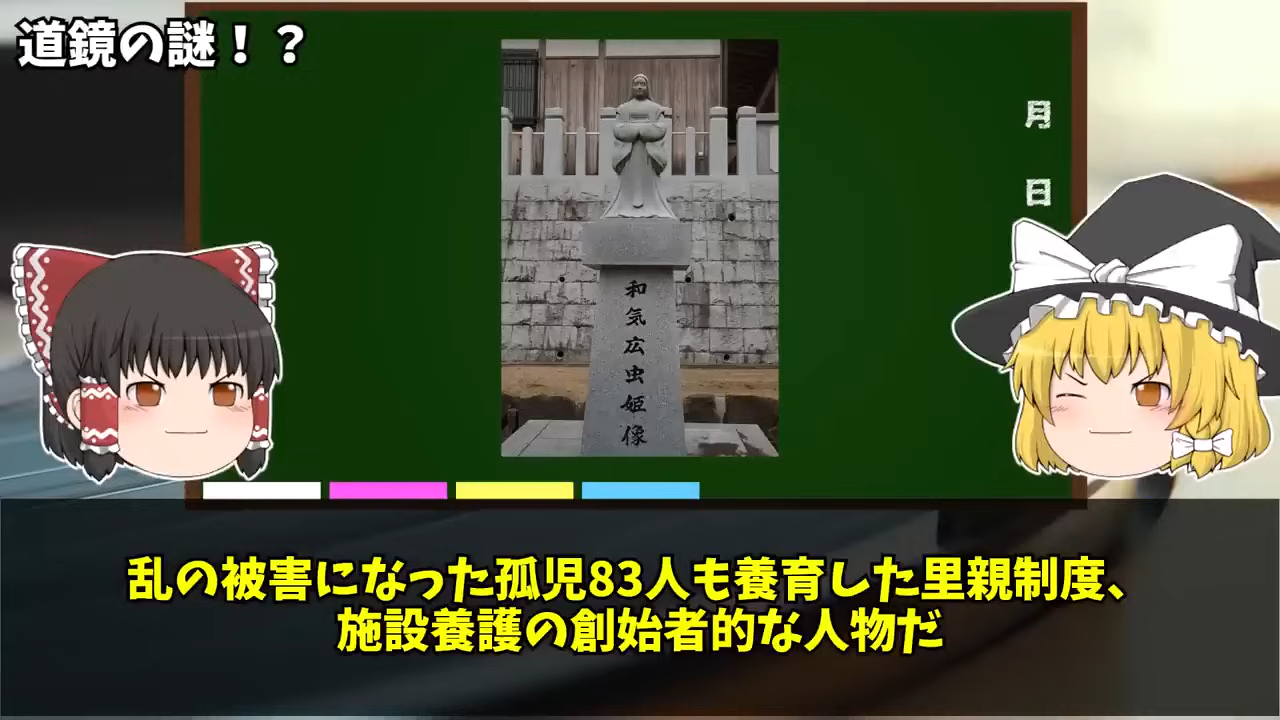 道鏡の謎！？
月
日
和気広虫姫像
乱の被害になった孤児83人も養育した里親制度、
施設養護の創始者的な人物だ